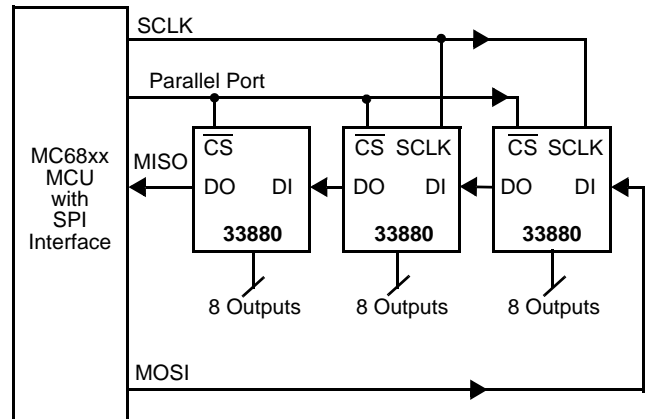 SCLK
Parallel Port
MC68xx
MCU
with
SPI
Interface
MISO
CS
DO DI
33880
8 Outputs
CS SCLK
DO DI
33880
8 Outputs
CS SCLK
DO DI
33880
8 Outputs
MOSI